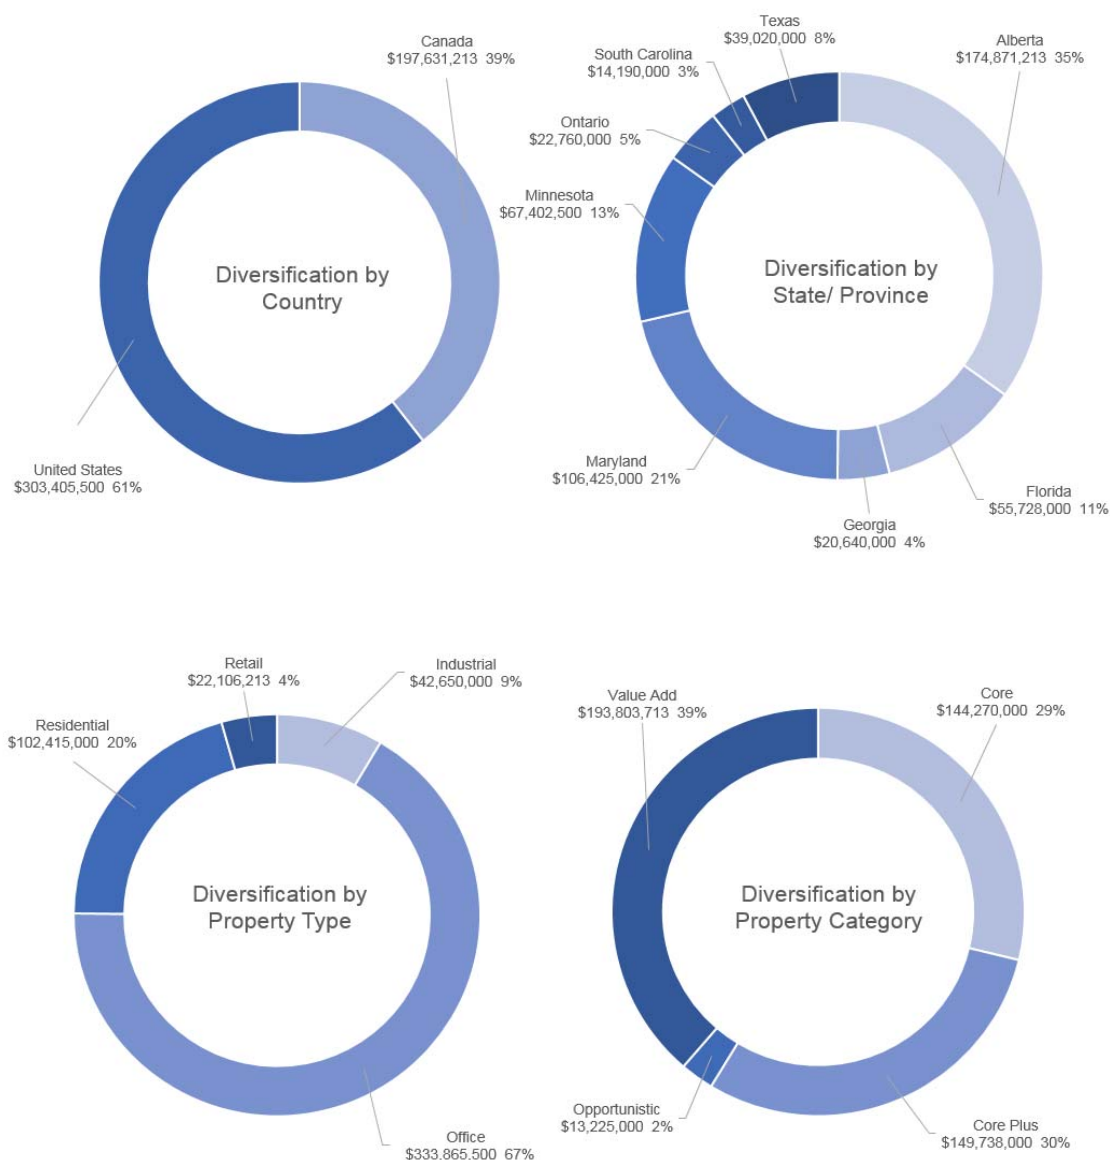 Canada
$197,631,213 39%
United States
$303,405,500 61%
Diversification by
Country
Texas
$39,020,000 8%
South Carolina
$14,190,000 3%
Ontario
$22,760,000 5%
Minnesota
$67,402,500 13%
Maryland
$106,425,000 21%
Georgia
$20,640,000 4%
Florida
$55,728,000 11%
Alberta
$174,871,213 35%
Diversification by
State/ Province
Retail
$22,106,213 4%
Industrial
$42,650,000 9%
Residential
$102,415,000 20%
Office
$333,865,500 67%
Diversification by
Property Type
Value Add
$193,803,713 39%
Core
$144,270,000 29%
Opportunistic
$13,225,000 2%
Core Plus
$149,738,000 30%
Diversification by
Property Category